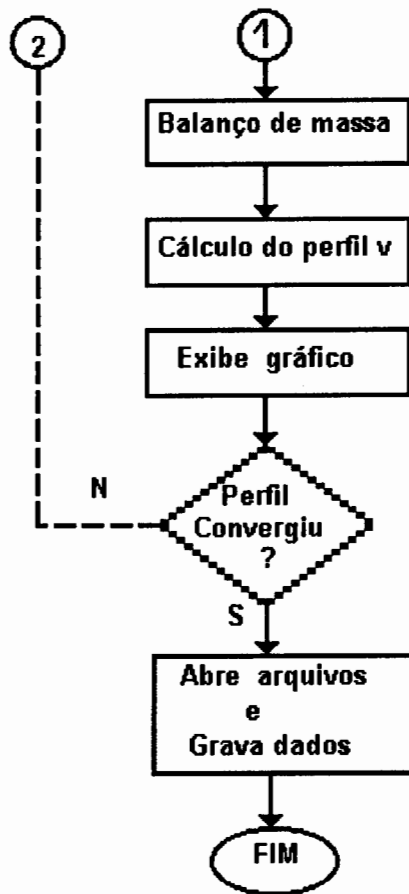 2
1
Balanço de massa
Cálculo do perfil v
Exibe gráfico
N
Perfil
Convergiu
?
S
Abre arquivos
e
Grava dados
FIM